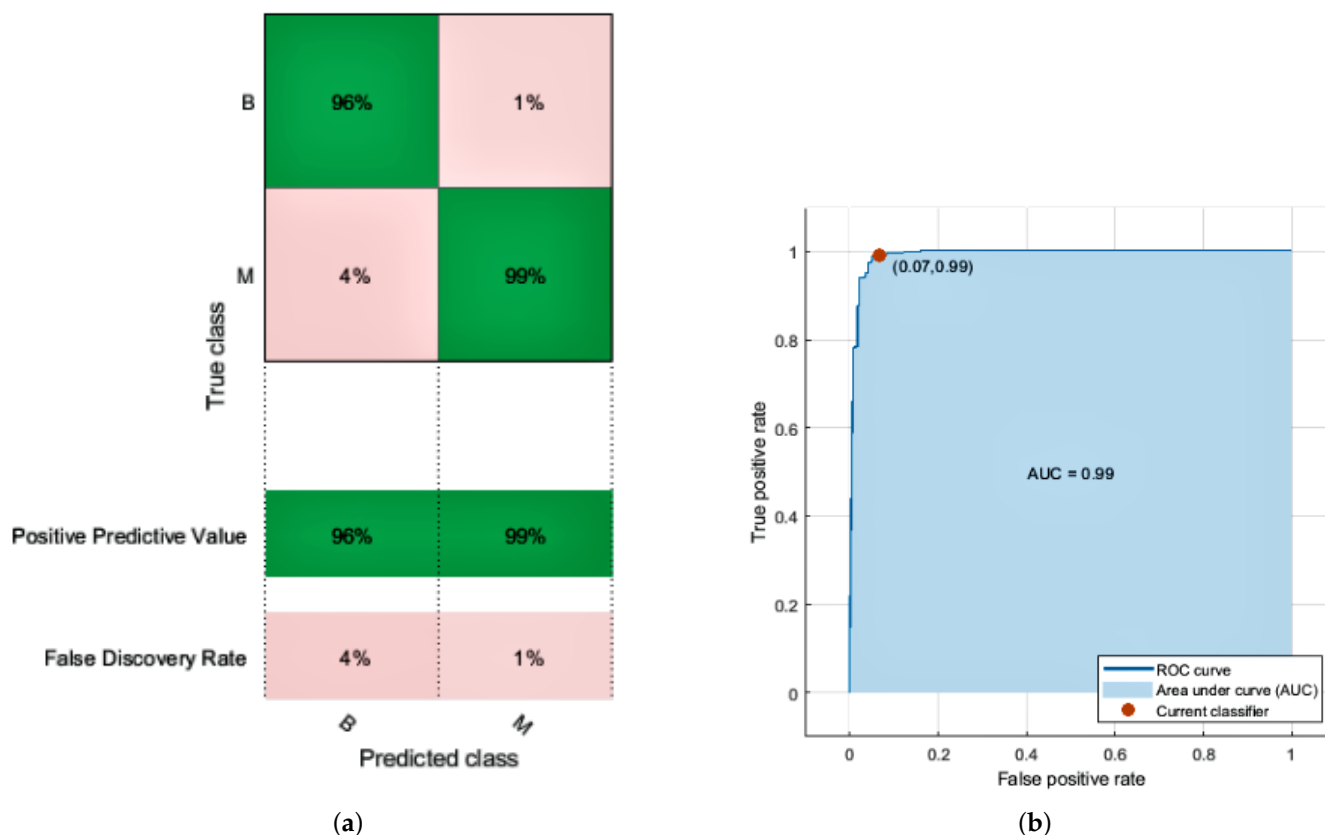 B
96%
1%
M
4%
99%
True class
Positive Predictive Value
96%
99%
False Discovery Rate
4%
1%
B
M
Predicted class
(a)
1
0.8
0.6
0.4
0.2
0
True positive rate
(0.07,0.99)
AUC = 0.99
ROC curve
Area under curve (AUC)
Current classifier
0
0.2
0.4
0.6
0.8
1
False positive rate
(b)